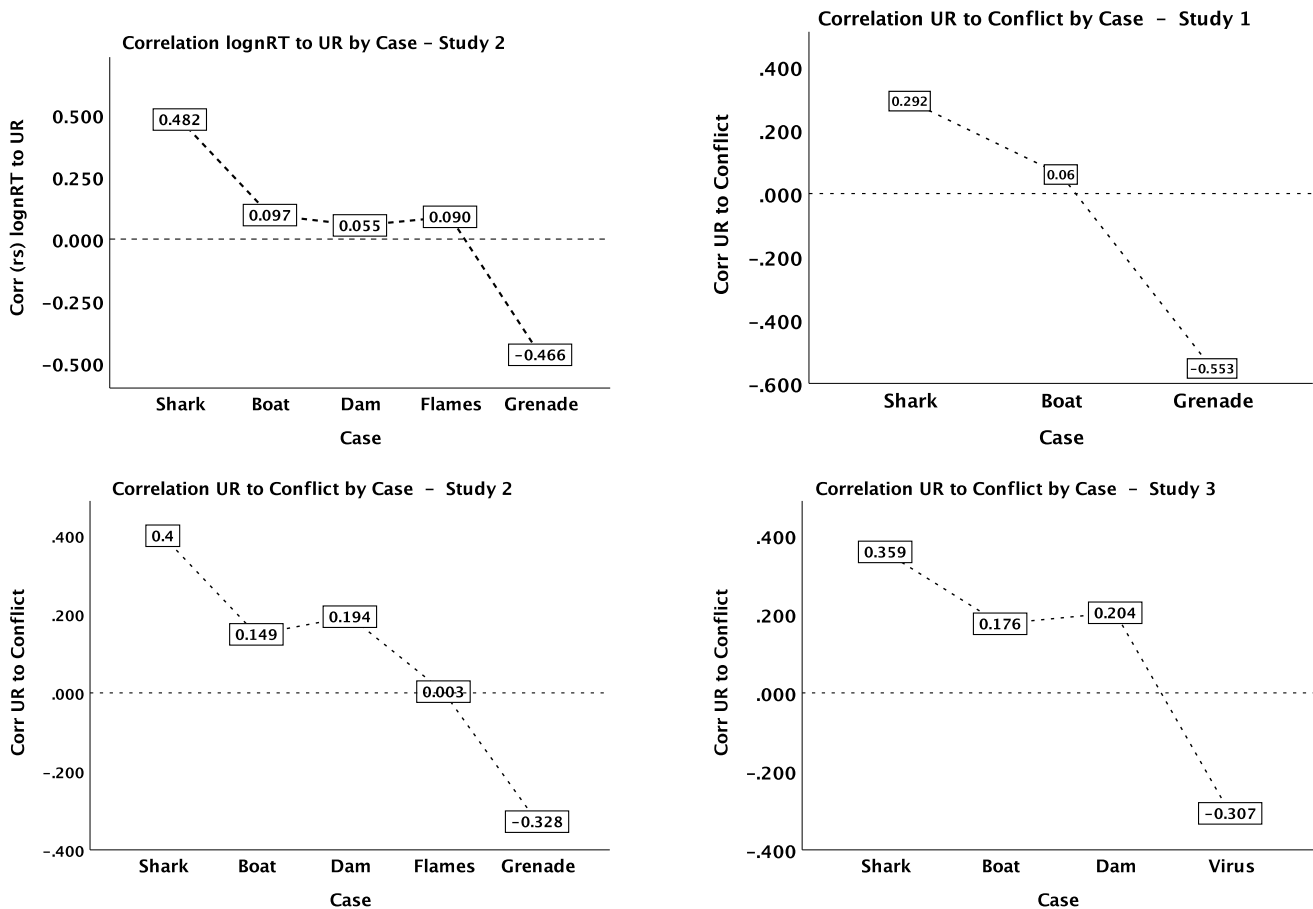 Correlation lognRT to UR by Case – Study 2
Corr (rs) lognRT to UR
0.500
0.250
0.000
−0.250
−0.500
0.482
0.097
0.055
0.090
−0.466
Shark Boat Dam Flames Grenade
Case
Correlation UR to Conflict by Case – Study 1
Corr UR to Conflict
.400
.200
.000
−.200
−.400
−.600
0.292
0.06
−0.553
Shark Boat Grenade
Case
Correlation UR to Conflict by Case – Study 2
Corr UR to Conflict
.400
.200
.000
−.200
−.400
0.4
0.149
0.194
0.003
−0.328
Shark Boat Dam Flames Grenade
Case
Correlation UR to Conflict by Case – Study 3
Corr UR to Conflict
.400
.200
.000
−.200
−.400
0.359
0.176
0.204
−0.307
Shark Boat Dam Virus
Case